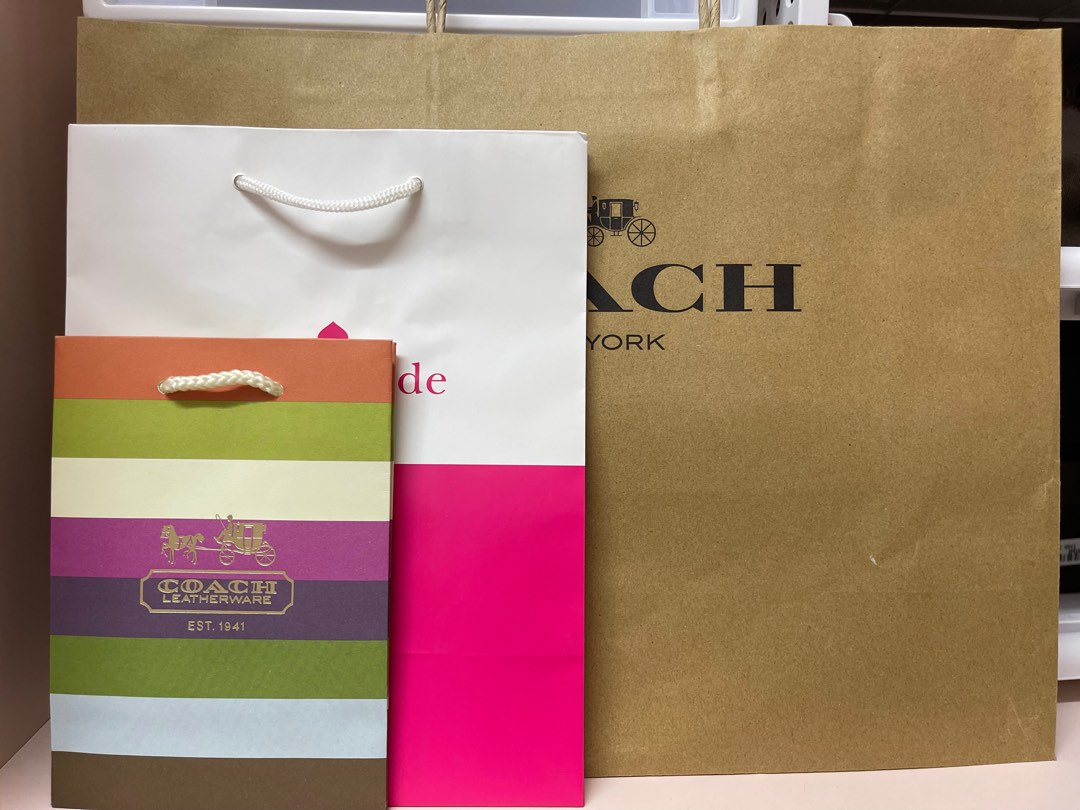 ACH
YORK
de
COACH
LEATHERWARE
EST. 1941